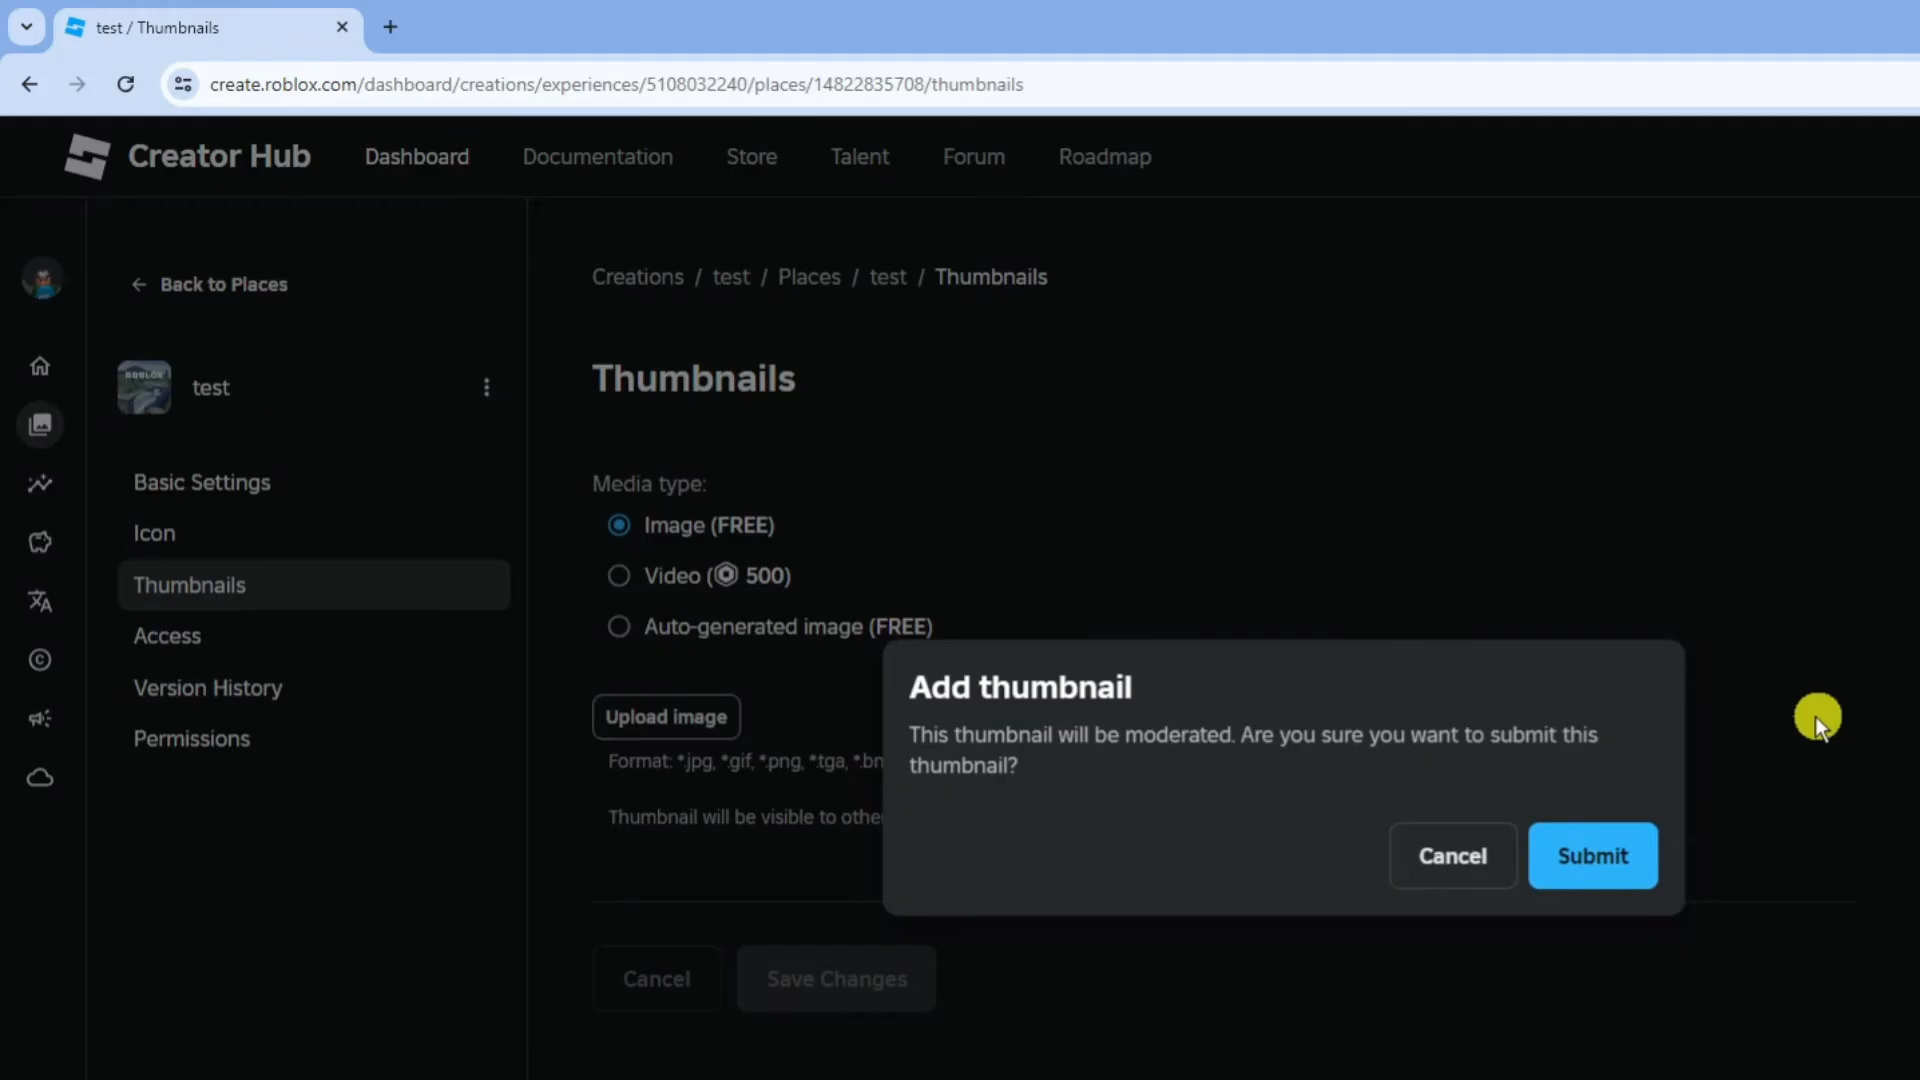 test / Thumbnails
create.roblox.com/dashboard/creations/experiences/5108032240/places/14822835708/thumbnails
Creator Hub Dashboard Documentation Store Talent Forum Roadmap
Back to Places
test
Basic Settings
Icon
Thumbnails
Access
Version History
Permissions
Creations / test / Places / test / Thumbnails
Thumbnails
Media type:
Image (FREE)
Video ( 500)
Auto-generated image (FREE)
Upload image
Format: *.jpg, *.gif, *.png, *.tga, *.bm
Thumbnail will be visible to othe
Cancel Save Changes
Add thumbnail
This thumbnail will be moderated. Are you sure you want to submit this
thumbnail?
Cancel Submit